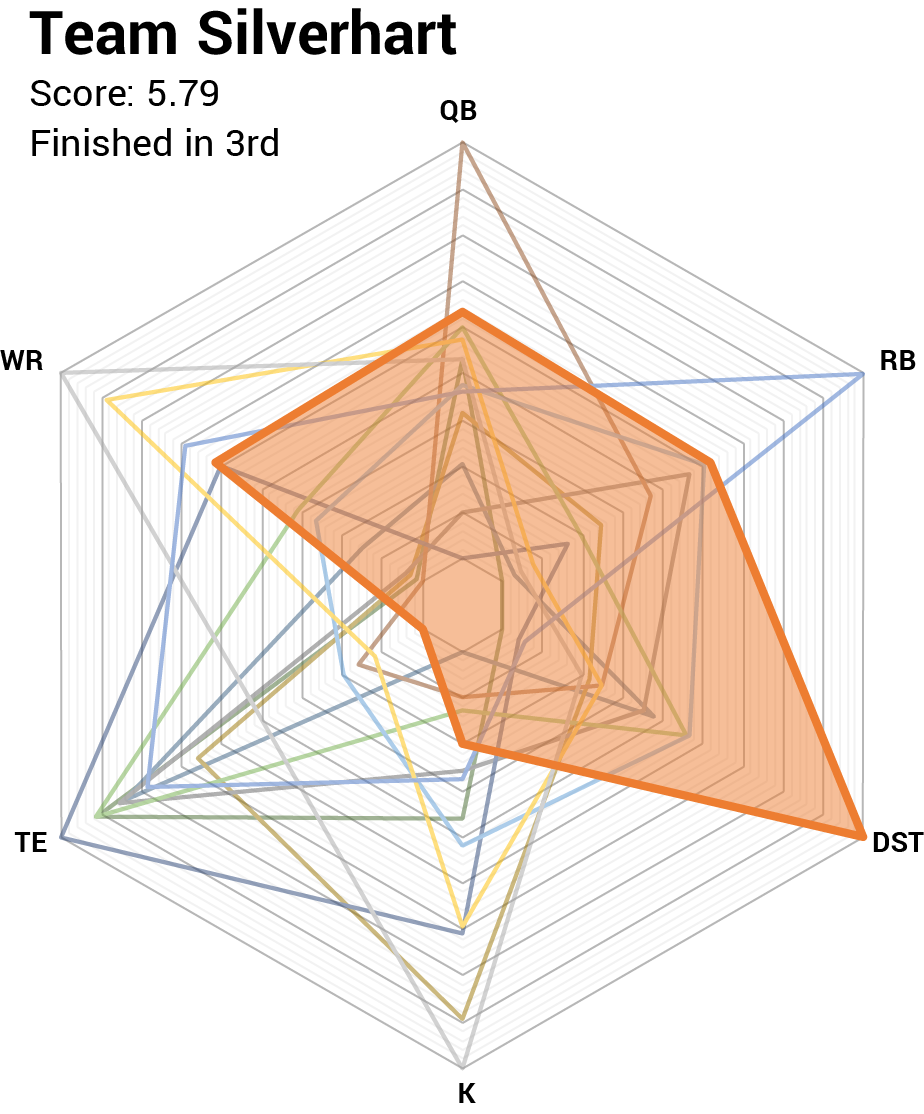 Team Silverhart
Score: 5.79
Finished in 3rd
QB
WR
RB
TE
DST
K